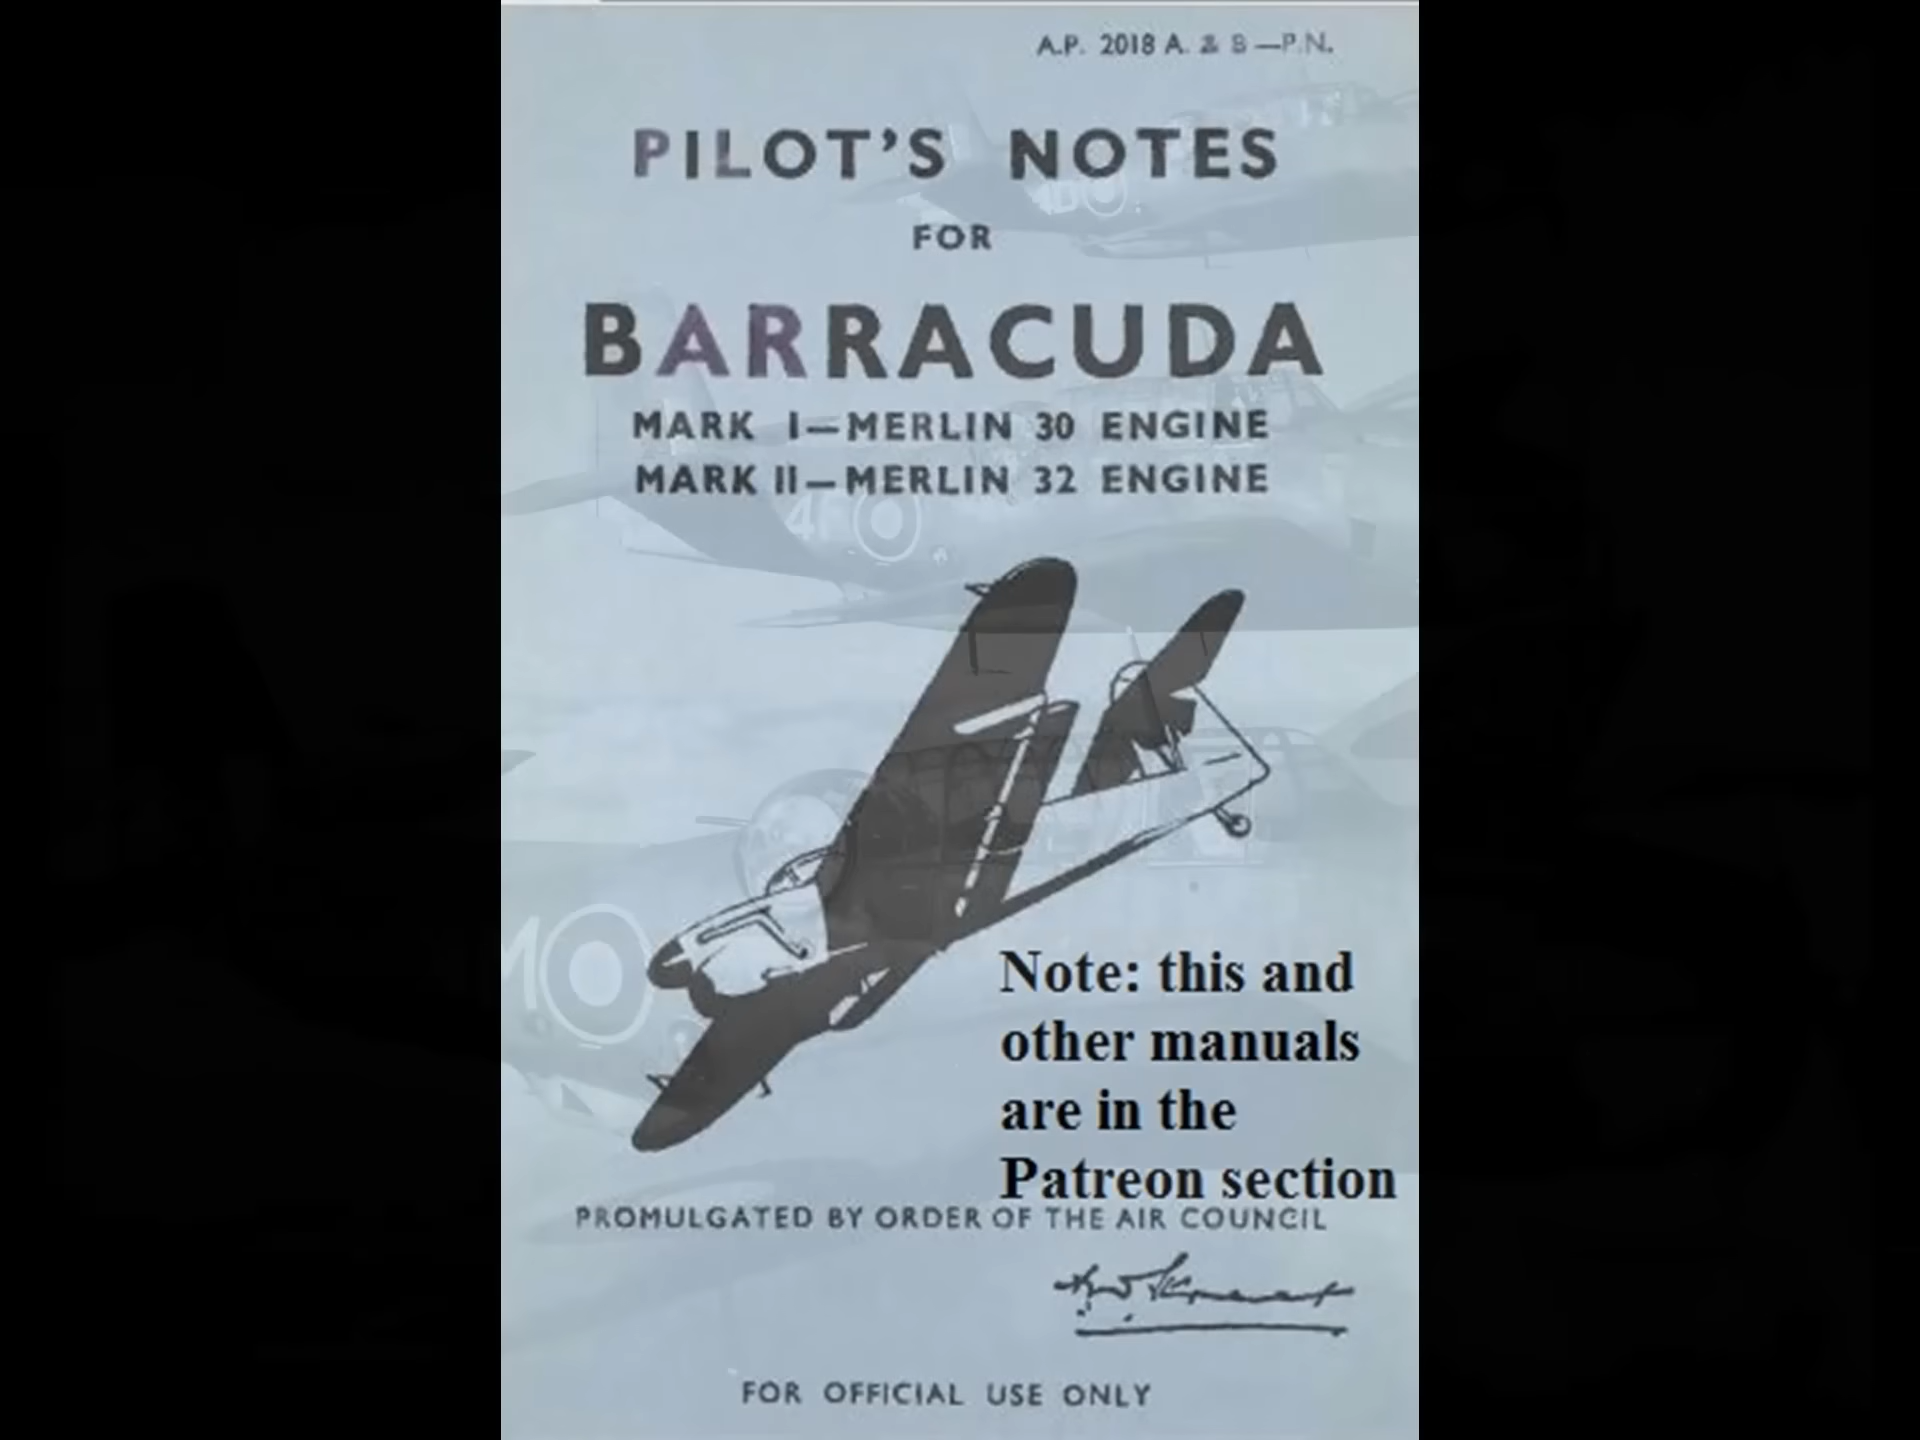 A.P. 2018 A. & B—P.N.
PILOT'S NOTES
FOR
BARRACUDA
MARK I—MERLIN 30 ENGINE
MARK II—MERLIN 32 ENGINE
Note: this and
other manuals
are in the
Patreon section
PROMULGATED BY ORDER OF THE AIR COUNCIL
FOR OFFICIAL USE ONLY